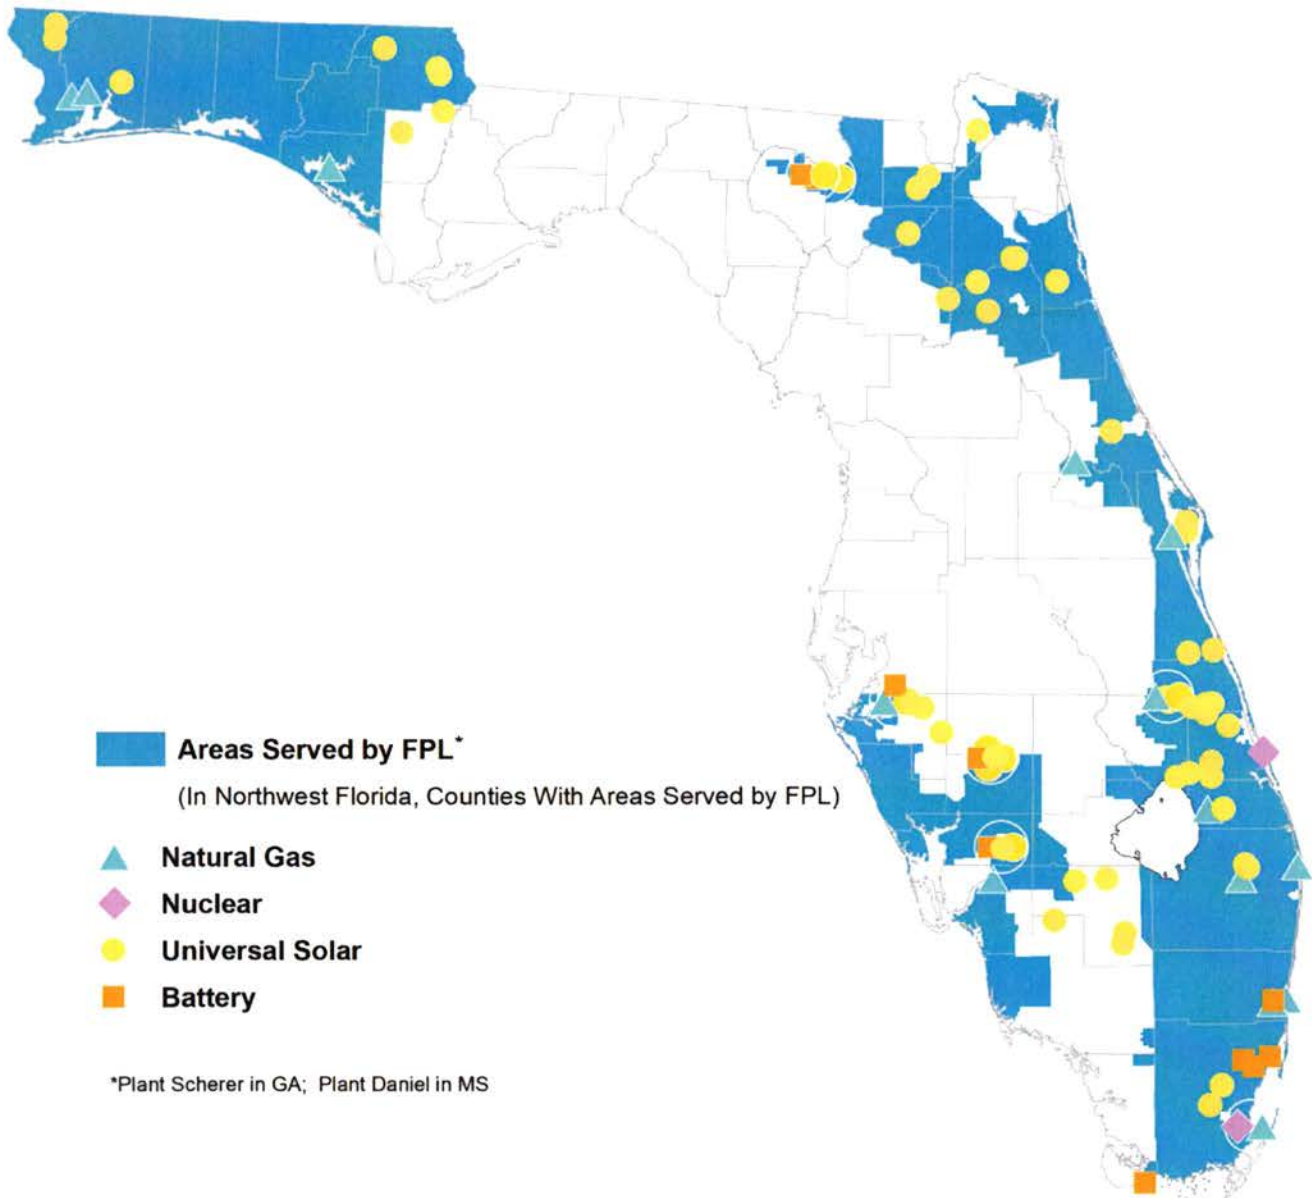 Areas Served by FPL*
(In Northwest Florida, Counties With Areas Served by FPL)
Natural Gas
Nuclear
Universal Solar
Battery
*Plant Scherer in GA; Plant Daniel in MS